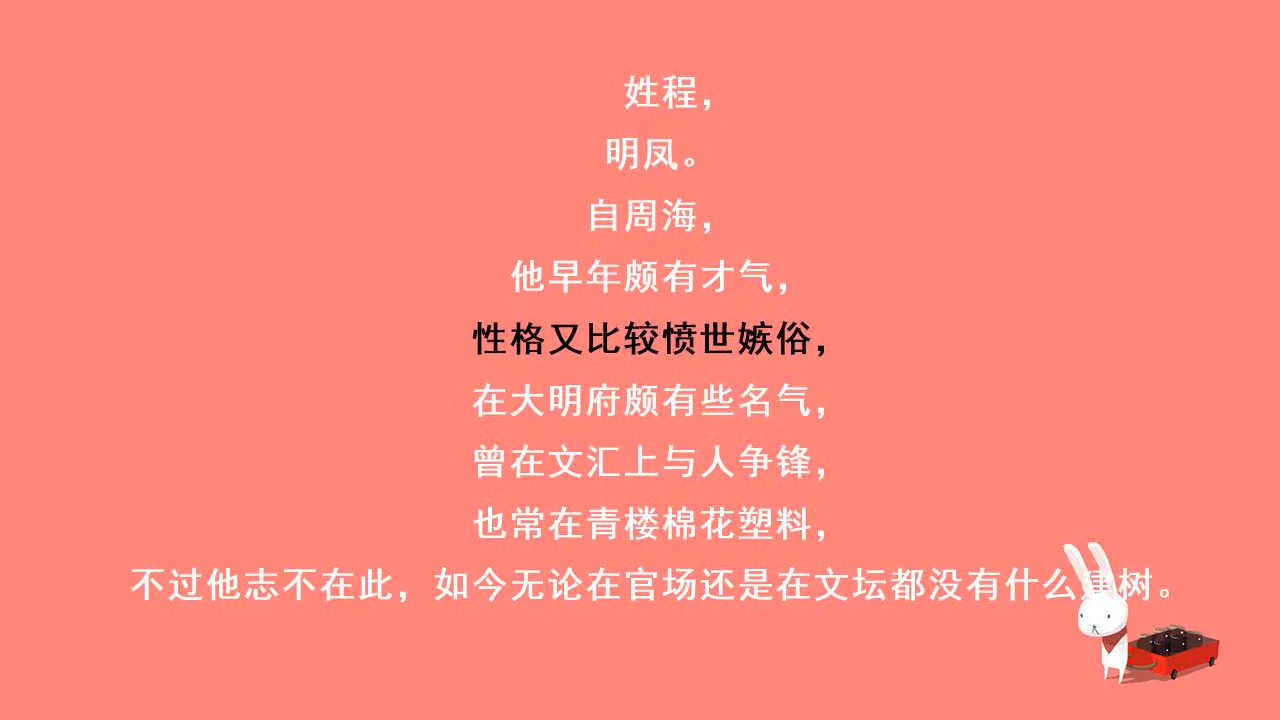 姓程，
明凤。
自周海，
他早年颇有才气，
性格又比较愤世嫉俗，
在大明府颇有些名气，
曾在文汇上与人争锋，
也常在青楼棉花塑料，
不过他志不在此，如今无论在官场还是在文坛都没有什么建树。